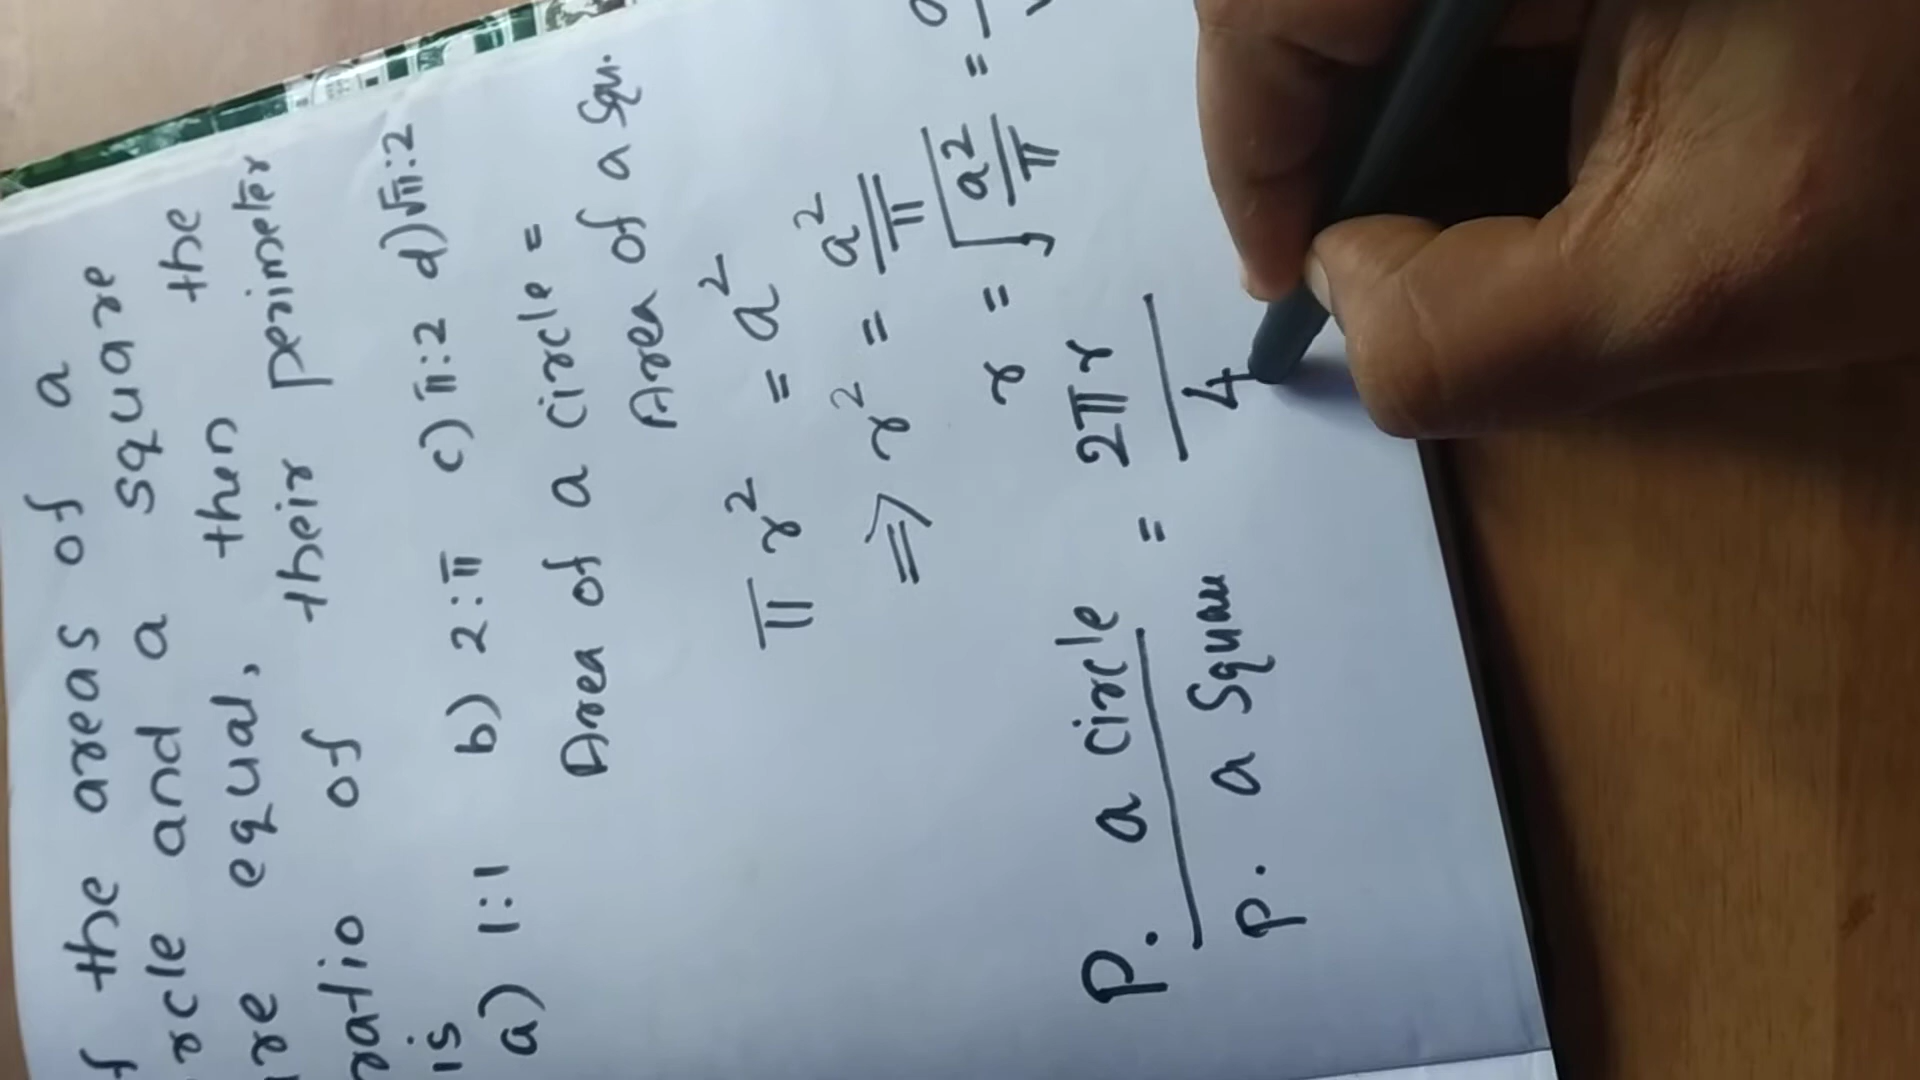 f the areas of a
rcle and a square
re equal, then the
ratio of their perimeter
is
a) 1:1 b) 2:π c) π:2 d) √π:2
Area of a circle =
Area of a Squ.
πr² = a²
⇒ r² = a²/π
r = √(a²/π) =
P. a circle / P. a Square = 2πr / 4